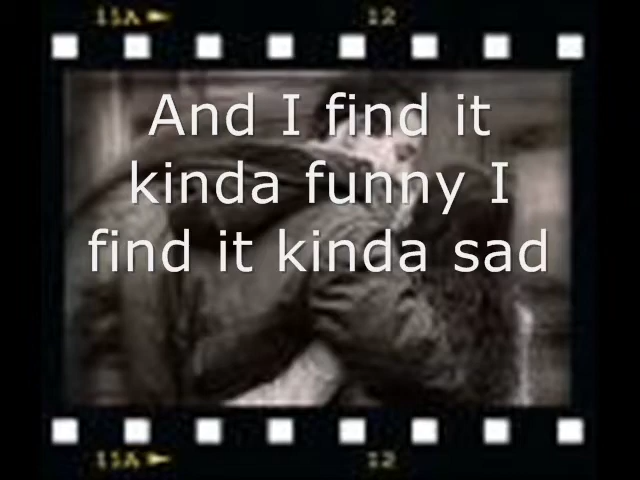 11A 12
And I find it
kinda funny I
find it kinda sad
11A 12